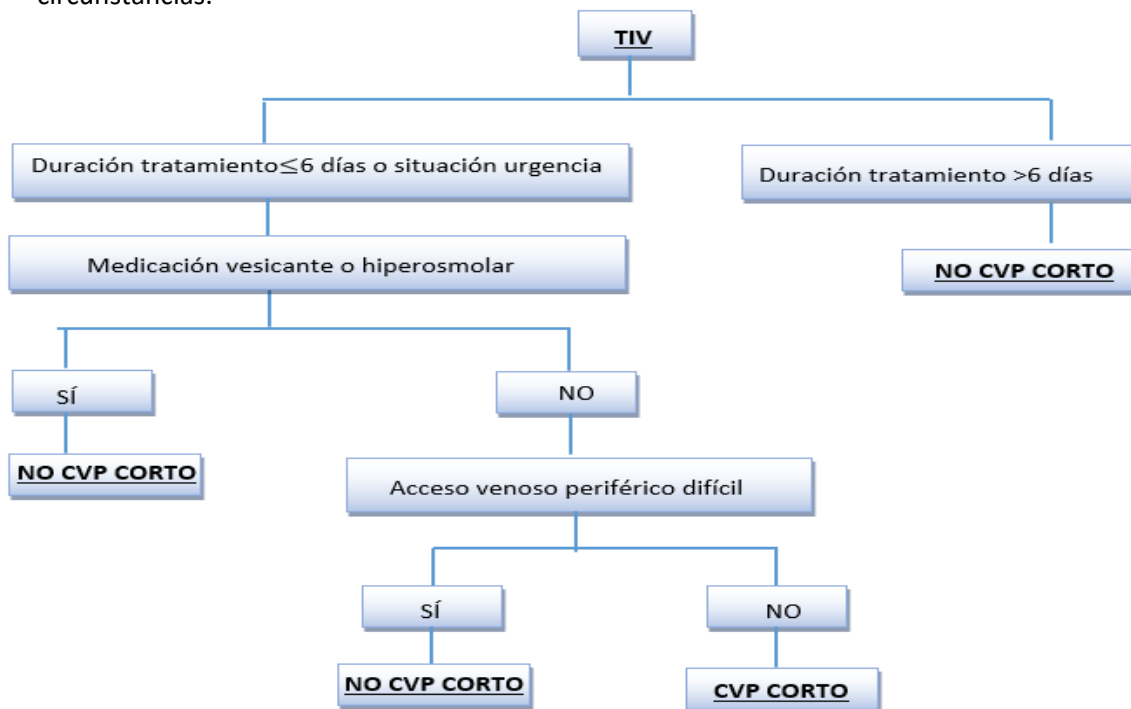 circunstancias.
TIV
Duración tratamiento≤6 días o situación urgencia
Duración tratamiento >6 días
Medicación vesicante o hiperosmolar
NO CVP CORTO
SÍ
NO
NO CVP CORTO
Acceso venoso periférico difícil
SÍ
NO
NO CVP CORTO
CVP CORTO